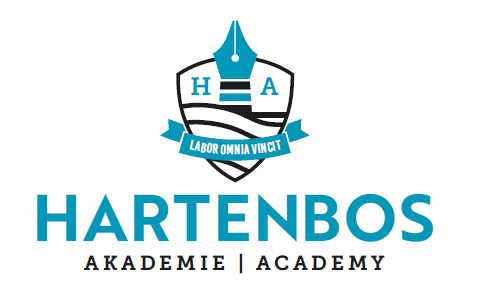 H A
LABOR OMNIA VINCIT
HARTENBOS
AKADEMIE | ACADEMY